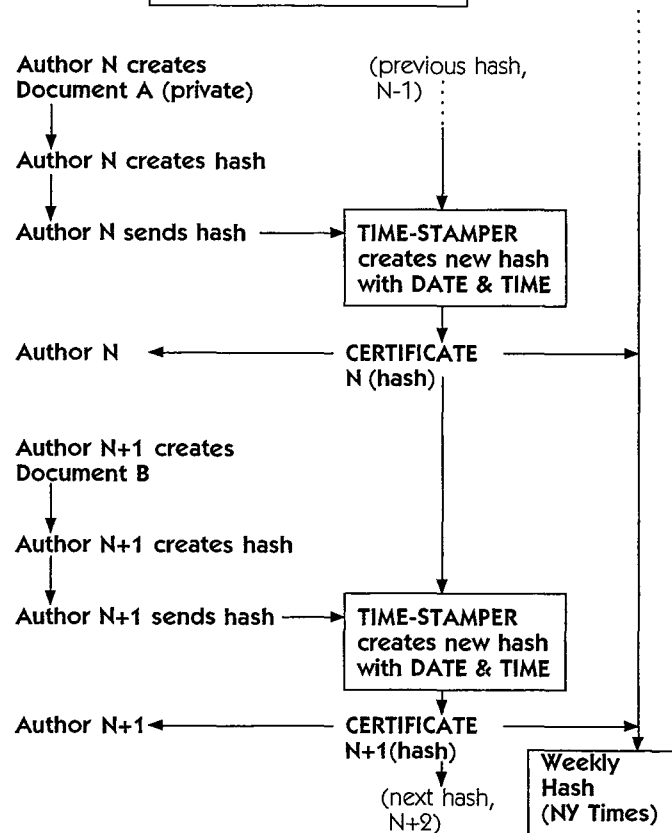 Author N creates
Document A (private)
(previous hash,
N-1)
Author N creates hash
Author N sends hash
TIME-STAMPER
creates new hash
with DATE & TIME
Author N
CERTIFICATE
N (hash)
Author N+1 creates
Document B
Author N+1 creates hash
Author N+1 sends hash
TIME-STAMPER
creates new hash
with DATE & TIME
Author N+1
CERTIFICATE
N+1(hash)
(next hash,
N+2)
Weekly
Hash
(NY Times)